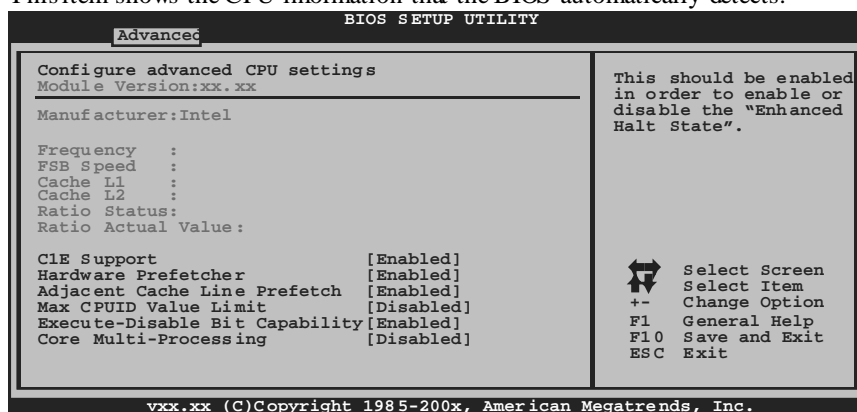 This item shows the CPU information that the BIOS automatically detects.
BIOS SETUP UTILITY
Advanced
Configure advanced CPU settings
Module Version:xx.xx
Manufacturer:Intel
Frequency :
FSB Speed :
Cache L1 :
Cache L2 :
Ratio Status:
Ratio Actual Value:
C1E Support [Enabled]
Hardware Prefetcher [Enabled]
Adjacent Cache Line Prefetch [Enabled]
Max CPUID Value Limit [Disabled]
Execute-Disable Bit Capability[Enabled]
Core Multi-Processing [Disabled]
This should be enabled
in order to enable or
disable the “Enhanced
Halt State”.
Select Screen
Select Item
+- Change Option
F1 General Help
F10 Save and Exit
ESC Exit
vxx.xx (C)Copyright 1985-200x, American Megatrends, Inc.